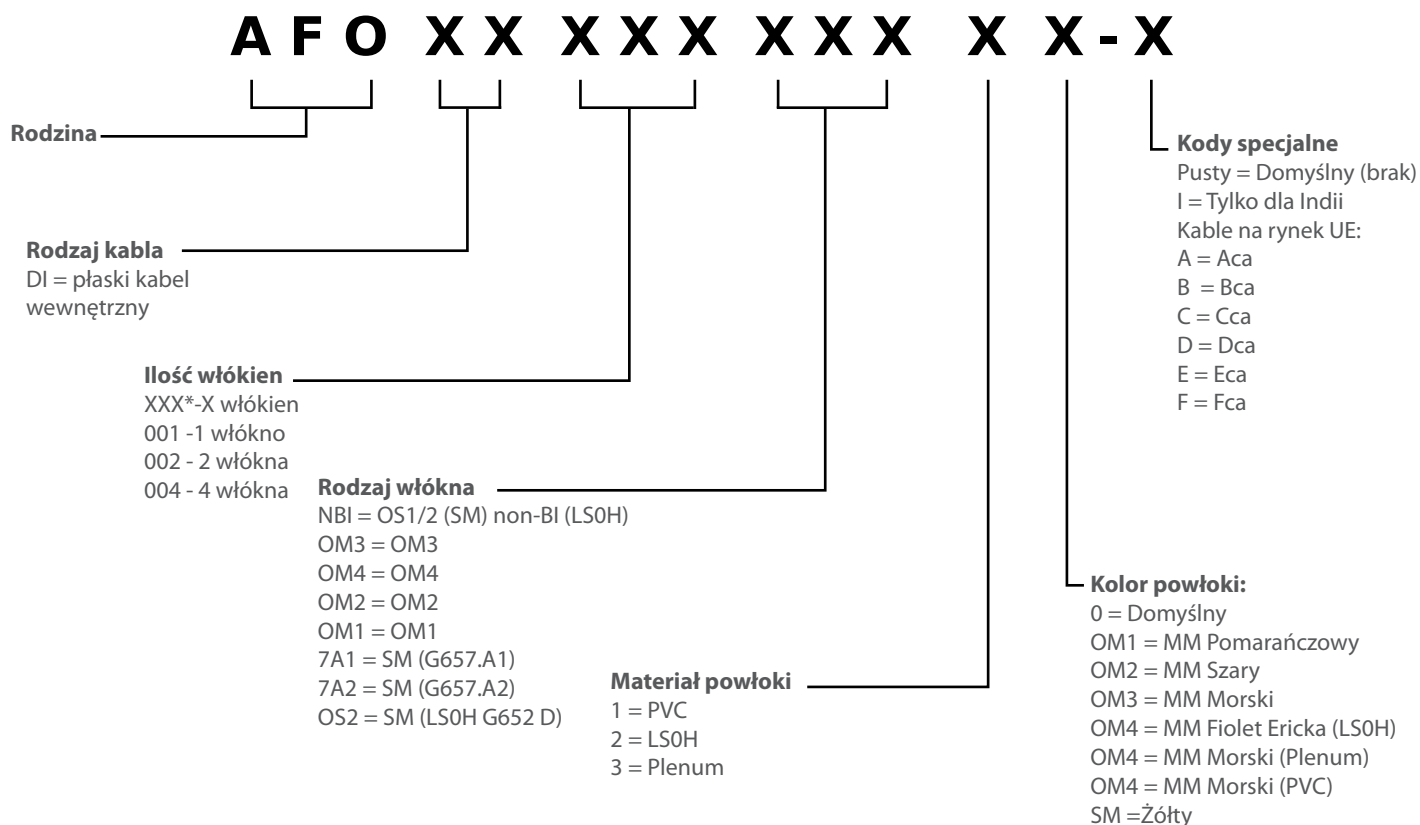 AFO XX XXX XXX X X - X
Rodzina
Rodzaj kabla
DI = płaski kabel
wewnętrzny
Ilość włókien
XXX*-X włókien
001 -1 włókno
002 - 2 włókna
004 - 4 włókna
Rodzaj włókna
NBI = OS1/2 (SM) non-BI (LS0H)
OM3 = OM3
OM4 = OM4
OM2 = OM2
OM1 = OM1
7A1 = SM (G657.A1)
7A2 = SM (G657.A2)
OS2 = SM (LS0H G652 D)
Materiał powłoki
1 = PVC
2 = LS0H
3 = Plenum
Kolor powłoki:
0 = Domyślny
OM1 = MM Pomarańczowy
OM2 = MM Szary
OM3 = MM Morski
OM4 = MM Fiolet Ericka (LS0H)
OM4 = MM Morski (Plenum)
OM4 = MM Morski (PVC)
SM =Żółty
Kody specjalne
Pusty = Domyślny (brak)
I = Tylko dla Indii
Kable na rynek UE:
A = Aca
B = Bca
C = Cca
D = Dca
E = Eca
F = Fca